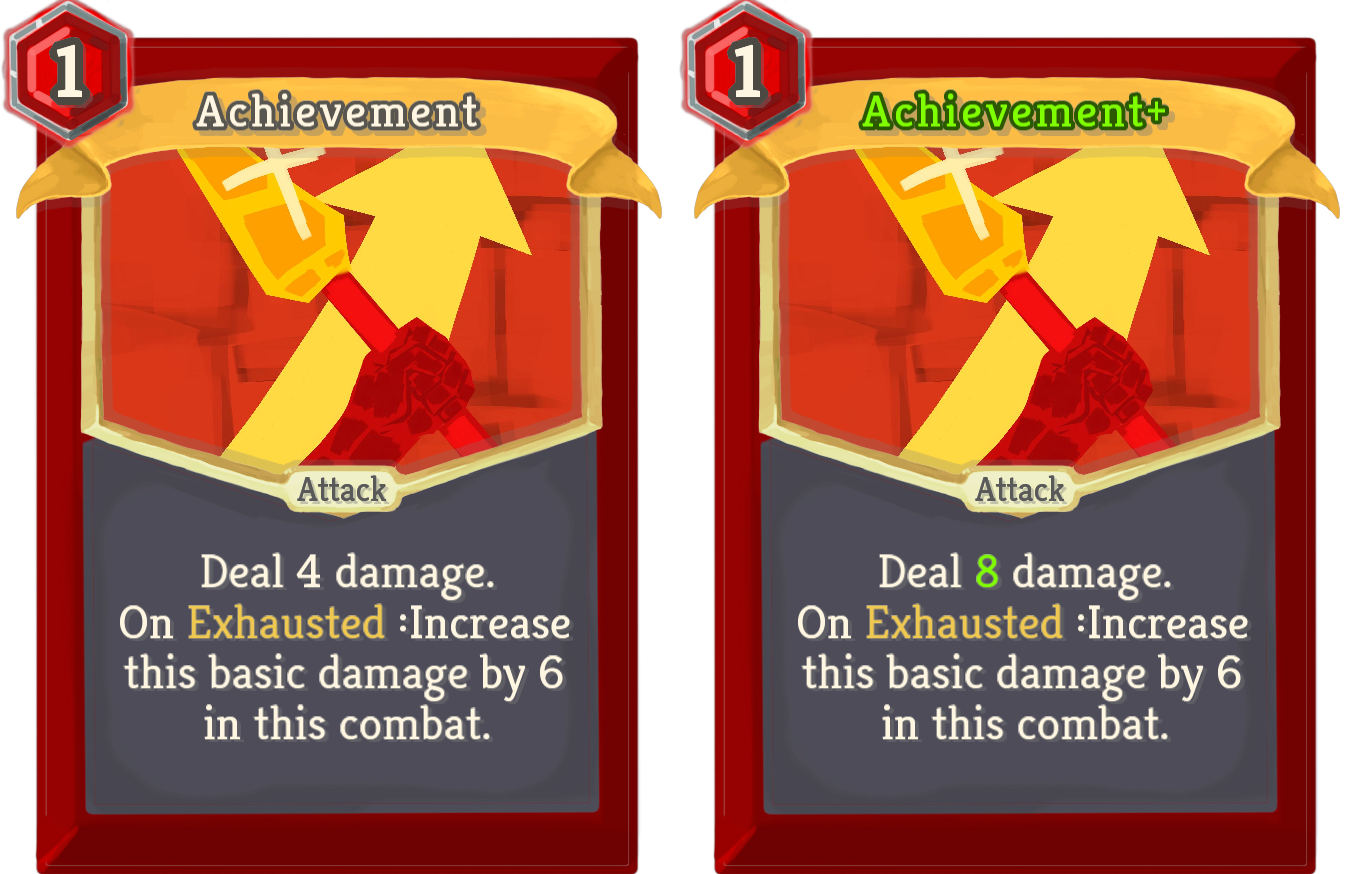 1
Achievement
Attack
Deal 4 damage.
On Exhausted :Increase
this basic damage by 6
in this combat.
1
Achievement+
Attack
Deal 8 damage.
On Exhausted :Increase
this basic damage by 6
in this combat.